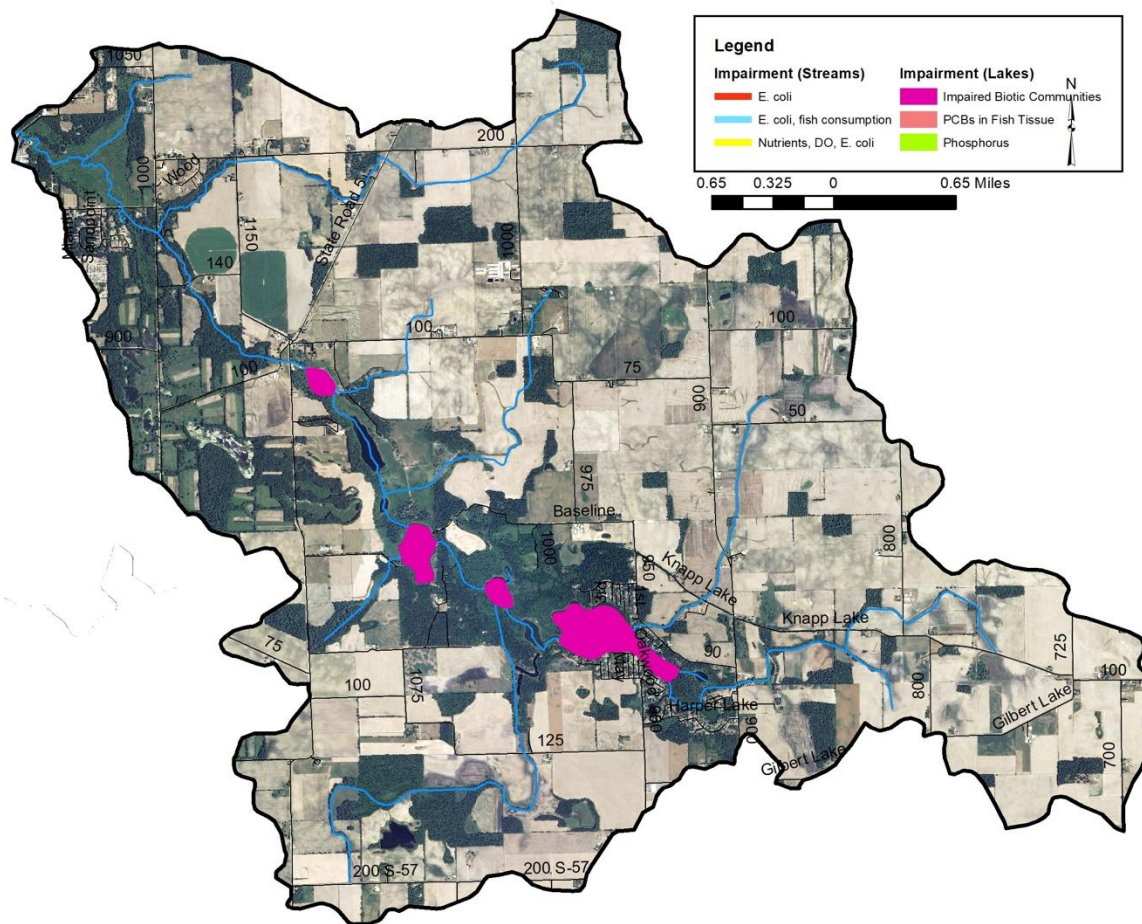 Legend
Impairment (Streams)
E. coli
E. coli, fish consumption
Nutrients, DO, E. coli
Impairment (Lakes)
Impaired Biotic Communities
PCBs in Fish Tissue
Phosphorus
N
0.65 0.325 0 0.65 Miles
1050
200
1000
Wood
Sandpoint
State Road 5
1150
1000
140
100
100
900
100
75
900
50
975
Baseline
1000
950
Knapp Lake
800
Knapp Lake
75
90
Oakwood
725
100
100
1075
800
Harper Lake
900
Gilbert Lake
125
Gilbert Lake
700
200 S-57
200 S-57